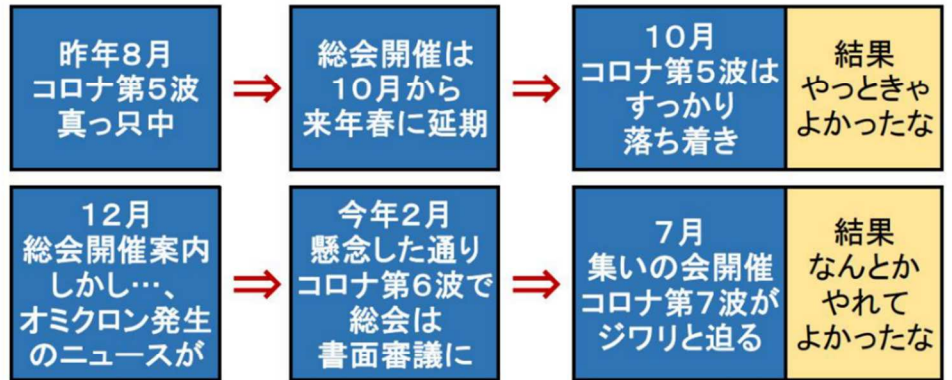 昨年８月
コロナ第５波
真っ只中
⇒
総会開催は
１０月から
来年春に延期
⇒
１０月
コロナ第５波は
すっかり
落ち着き
結果
やっときゃ
よかったな
１２月
総会開催案内
しかし…、
オミクロン発生
のニュースが
⇒
今年２月
懸念した通り
コロナ第６波で
総会は
書面審議に
⇒
７月
集いの会開催
コロナ第７波が
ジワリと迫る
結果
なんとか
やれて
よかったな